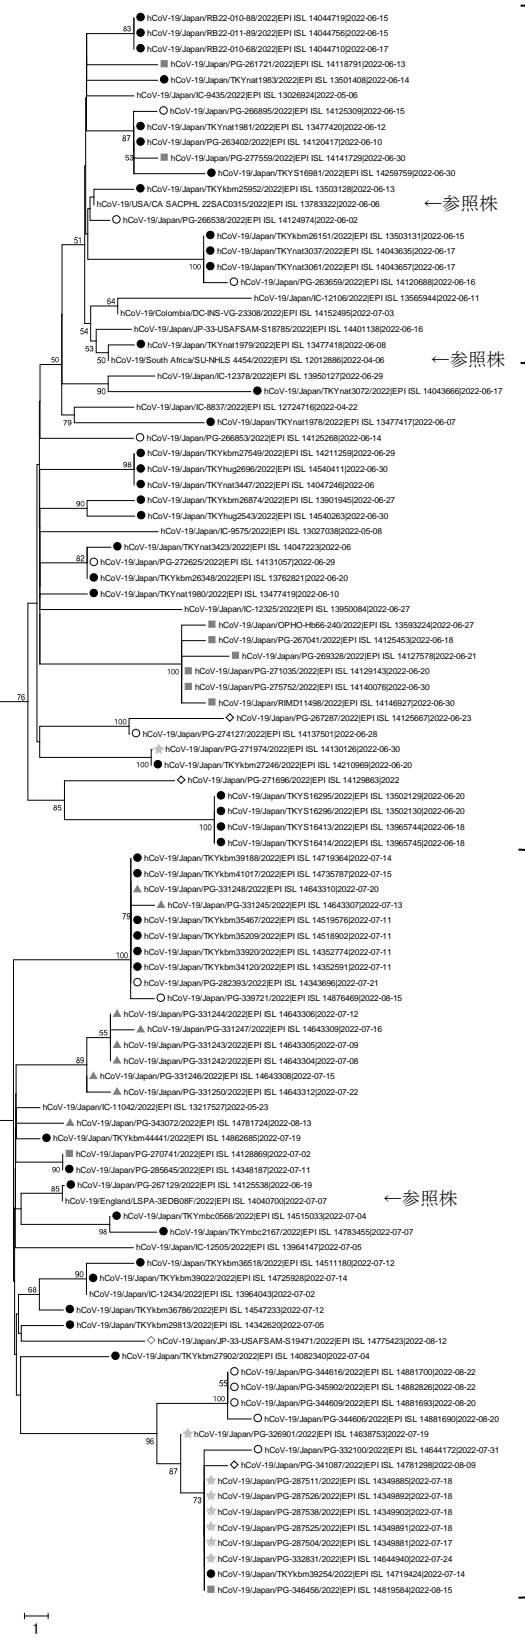 83
hCoV-19/Japan/RB22-010-88/2022|EPI ISL 14044719|2022-06-15
hCoV-19/Japan/RB22-011-89/2022|EPI ISL 14044756|2022-06-15
hCoV-19/Japan/RB22-010-68/2022|EPI ISL 14044710|2022-06-17
hCoV-19/Japan/PG-261721/2022|EPI ISL 14118791|2022-06-13
hCoV-19/Japan/TKYnat1983/2022|EPI ISL 13501408|2022-06-14
hCoV-19/Japan/IC-9435/2022|EPI ISL 13026924|2022-05-06
hCoV-19/Japan/PG-266895/2022|EPI ISL 14125309|2022-06-15
hCoV-19/Japan/TKYnat1981/2022|EPI ISL 13477420|2022-06-12
87
hCoV-19/Japan/PG-263402/2022|EPI ISL 14120417|2022-06-10
53
hCoV-19/Japan/PG-277559/2022|EPI ISL 14141729|2022-06-30
hCoV-19/Japan/TKYS16981/2022|EPI ISL 14259759|2022-06-30
hCoV-19/Japan/TKYkbm25952/2022|EPI ISL 13503128|2022-06-13
hCoV-19/USA/CA SACPHL 22SAC0315/2022|EPI ISL 13783322|2022-06-06 ←参照株
hCoV-19/Japan/PG-266538/2022|EPI ISL 14124974|2022-06-02
51
hCoV-19/Japan/TKYkbm26151/2022|EPI ISL 13503131|2022-06-15
hCoV-19/Japan/TKYnat3037/2022|EPI ISL 14043635|2022-06-17
100
hCoV-19/Japan/TKYnat3061/2022|EPI ISL 14043657|2022-06-17
hCoV-19/Japan/PG-263659/2022|EPI ISL 14120688|2022-06-16
64
hCoV-19/Japan/IC-12106/2022|EPI ISL 13565944|2022-06-11
hCoV-19/Colombia/DC-INS-VG-23308/2022|EPI ISL 14152495|2022-07-03
54
hCoV-19/Japan/JP-33-USAFSAM-S18785/2022|EPI ISL 14401138|2022-06-16
53
hCoV-19/Japan/TKYnat1979/2022|EPI ISL 13477418|2022-06-08
50
hCoV-19/South Africa/SU-NHLS 4454/2022|EPI ISL 12012886|2022-04-06 ←参照株
50
hCoV-19/Japan/IC-12378/2022|EPI ISL 13950127|2022-06-29
90
hCoV-19/Japan/TKYnat3072/2022|EPI ISL 14043666|2022-06-17
hCoV-19/Japan/IC-8837/2022|EPI ISL 12724716|2022-04-22
79
hCoV-19/Japan/TKYnat1978/2022|EPI ISL 13477417|2022-06-07
hCoV-19/Japan/PG-266853/2022|EPI ISL 14125268|2022-06-14
hCoV-19/Japan/TKYkbm27549/2022|EPI ISL 14211259|2022-06-29
98
hCoV-19/Japan/TKYhug2696/2022|EPI ISL 14540411|2022-06-30
hCoV-19/Japan/TKYnat3447/2022|EPI ISL 14047246|2022-06
hCoV-19/Japan/TKYkbm26874/2022|EPI ISL 13901945|2022-06-27
90
hCoV-19/Japan/TKYhug2543/2022|EPI ISL 14540263|2022-06-30
hCoV-19/Japan/IC-9575/2022|EPI ISL 13027038|2022-05-08
hCoV-19/Japan/TKYnat3423/2022|EPI ISL 14047223|2022-06
82
hCoV-19/Japan/PG-272625/2022|EPI ISL 14131057|2022-06-29
hCoV-19/Japan/TKYkbm26348/2022|EPI ISL 13762821|2022-06-20
hCoV-19/Japan/TKYnat1980/2022|EPI ISL 13477419|2022-06-10
hCoV-19/Japan/IC-12325/2022|EPI ISL 13950084|2022-06-27
hCoV-19/Japan/OPHO-Hb66-240/2022|EPI ISL 13593224|2022-06-27
hCoV-19/Japan/PG-267041/2022|EPI ISL 14125453|2022-06-18
hCoV-19/Japan/PG-269328/2022|EPI ISL 14127578|2022-06-21
100
hCoV-19/Japan/PG-271035/2022|EPI ISL 14129143|2022-06-20
hCoV-19/Japan/PG-275752/2022|EPI ISL 14140076|2022-06-30
76
hCoV-19/Japan/RIMD11498/2022|EPI ISL 14146927|2022-06-30
100
hCoV-19/Japan/PG-267287/2022|EPI ISL 14125667|2022-06-23
hCoV-19/Japan/PG-274127/2022|EPI ISL 14137501|2022-06-28
hCoV-19/Japan/PG-271974/2022|EPI ISL 14130126|2022-06-30
100
hCoV-19/Japan/TKYkbm27246/2022|EPI ISL 14210969|2022-06-20
hCoV-19/Japan/PG-271696/2022|EPI ISL 14129863|2022
85
hCoV-19/Japan/TKYS16295/2022|EPI ISL 13502129|2022-06-20
hCoV-19/Japan/TKYS16296/2022|EPI ISL 13502130|2022-06-20
100
hCoV-19/Japan/TKYS16413/2022|EPI ISL 13965744|2022-06-18
hCoV-19/Japan/TKYS16414/2022|EPI ISL 13965745|2022-06-18
hCoV-19/Japan/TKYkbm39188/2022|EPI ISL 14719364|2022-07-14
hCoV-19/Japan/TKYkbm41017/2022|EPI ISL 14735787|2022-07-15
hCoV-19/Japan/PG-331248/2022|EPI ISL 14643310|2022-07-20
hCoV-19/Japan/PG-331245/2022|EPI ISL 14643307|2022-07-13
79
hCoV-19/Japan/TKYkbm35467/2022|EPI ISL 14519576|2022-07-11
hCoV-19/Japan/TKYkbm35209/2022|EPI ISL 14518902|2022-07-11
100
hCoV-19/Japan/TKYkbm33920/2022|EPI ISL 14352774|2022-07-11
hCoV-19/Japan/TKYkbm34120/2022|EPI ISL 14352591|2022-07-11
hCoV-19/Japan/PG-282393/2022|EPI ISL 14343696|2022-07-21
hCoV-19/Japan/PG-339721/2022|EPI ISL 14876469|2022-08-15
hCoV-19/Japan/PG-331244/2022|EPI ISL 14643306|2022-07-12
55
hCoV-19/Japan/PG-331247/2022|EPI ISL 14643309|2022-07-16
hCoV-19/Japan/PG-331243/2022|EPI ISL 14643305|2022-07-09
89
hCoV-19/Japan/PG-331242/2022|EPI ISL 14643304|2022-07-08
hCoV-19/Japan/PG-331246/2022|EPI ISL 14643308|2022-07-15
hCoV-19/Japan/PG-331250/2022|EPI ISL 14643312|2022-07-22
hCoV-19/Japan/IC-11042/2022|EPI ISL 13217527|2022-05-23
hCoV-19/Japan/PG-343072/2022|EPI ISL 14781724|2022-08-13
hCoV-19/Japan/TKYkbm44441/2022|EPI ISL 14862685|2022-07-19
hCoV-19/Japan/PG-270741/2022|EPI ISL 14128869|2022-07-02
90
hCoV-19/Japan/PG-285645/2022|EPI ISL 14348187|2022-07-11
85
hCoV-19/Japan/PG-267129/2022|EPI ISL 14125538|2022-06-19
hCoV-19/England/LSPA-3EDB08F/2022|EPI ISL 14040700|2022-07-07 ←参照株
hCoV-19/Japan/TKYmbc0568/2022|EPI ISL 14515033|2022-07-04
98
hCoV-19/Japan/TKYmbc2167/2022|EPI ISL 14783455|2022-07-07
hCoV-19/Japan/IC-12505/2022|EPI ISL 13964147|2022-07-05
hCoV-19/Japan/TKYkbm36518/2022|EPI ISL 14511180|2022-07-12
90
hCoV-19/Japan/TKYkbm39022/2022|EPI ISL 14725928|2022-07-14
68
hCoV-19/Japan/IC-12434/2022|EPI ISL 13964043|2022-07-02
hCoV-19/Japan/TKYkbm36786/2022|EPI ISL 14547233|2022-07-12
hCoV-19/Japan/TKYkbm29813/2022|EPI ISL 14342620|2022-07-05
hCoV-19/Japan/JP-33-USAFSAM-S19471/2022|EPI ISL 14775423|2022-08-12
hCoV-19/Japan/TKYkbm27902/2022|EPI ISL 14082340|2022-07-04
hCoV-19/Japan/PG-344616/2022|EPI ISL 14881700|2022-08-22
55
hCoV-19/Japan/PG-345902/2022|EPI ISL 14882826|2022-08-22
100
hCoV-19/Japan/PG-344609/2022|EPI ISL 14881693|2022-08-20
hCoV-19/Japan/PG-344606/2022|EPI ISL 14881690|2022-08-20
96
hCoV-19/Japan/PG-326901/2022|EPI ISL 14638753|2022-07-19
hCoV-19/Japan/PG-332100/2022|EPI ISL 14644172|2022-07-31
87
hCoV-19/Japan/PG-341087/2022|EPI ISL 14781298|2022-08-09
hCoV-19/Japan/PG-287511/2022|EPI ISL 14349885|2022-07-18
73
hCoV-19/Japan/PG-287526/2022|EPI ISL 14349892|2022-07-18
hCoV-19/Japan/PG-287538/2022|EPI ISL 14349902|2022-07-18
hCoV-19/Japan/PG-287525/2022|EPI ISL 14349891|2022-07-18
hCoV-19/Japan/PG-287504/2022|EPI ISL 14349881|2022-07-17
hCoV-19/Japan/PG-332831/2022|EPI ISL 14644940|2022-07-24
hCoV-19/Japan/TKYkbm39254/2022|EPI ISL 14719424|2022-07-14
hCoV-19/Japan/PG-346456/2022|EPI ISL 14819584|2022-08-15
1